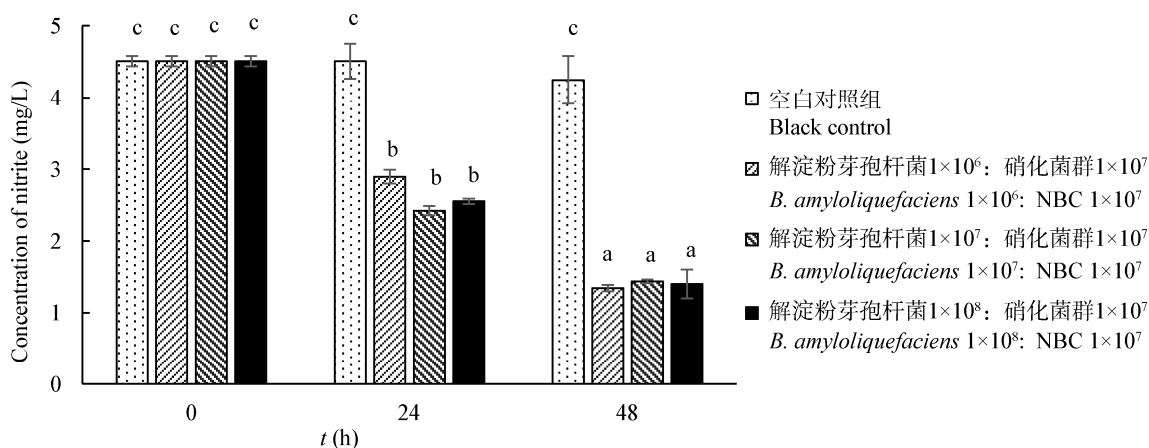 Concentration of nitrite (mg/L)
5
4
3
2
1
0
c c c c
c
b
b b
c
a a a
0 24 48
t (h)
空白对照组
Black control
解淀粉芽孢杆菌1×10⁶：硝化菌群1×10⁷
B. amyloliquefaciens 1×10⁶: NBC 1×10⁷
解淀粉芽孢杆菌1×10⁷：硝化菌群1×10⁷
B. amyloliquefaciens 1×10⁷: NBC 1×10⁷
解淀粉芽孢杆菌1×10⁸：硝化菌群1×10⁷
B. amyloliquefaciens 1×10⁸: NBC 1×10⁷